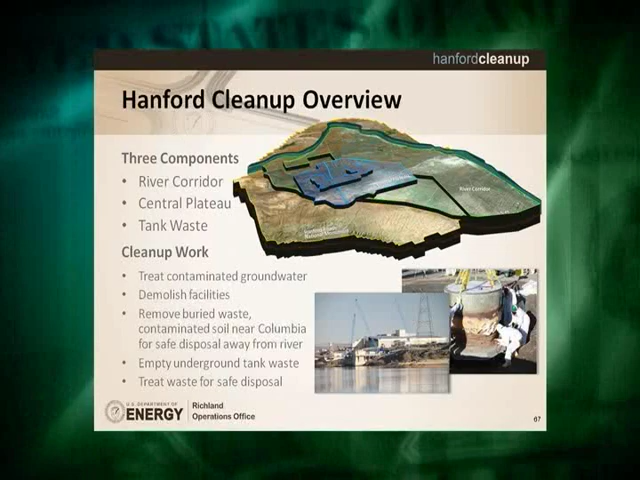 hanfordcleanup
Hanford Cleanup Overview
Three Components
• River Corridor
• Central Plateau
• Tank Waste
River Corridor
Cleanup Work
• Treat contaminated groundwater
• Demolish facilities
• Remove buried waste,
contaminated soil near Columbia
for safe disposal away from river
• Empty underground tank waste
• Treat waste for safe disposal
U.S. DEPARTMENT OF
ENERGY
Richland
Operations Office
67